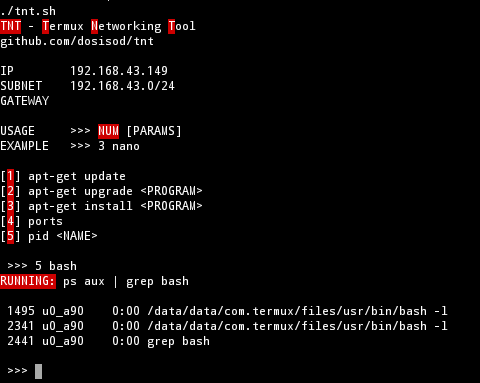 ./tnt.sh
TNT - Termux Networking Tool
github.com/dosisod/tnt
IP 192.168.43.149
SUBNET 192.168.43.0/24
GATEWAY
USAGE >>> NUM [PARAMS]
EXAMPLE >>> 3 nano
[1] apt-get update
[2] apt-get upgrade <PROGRAM>
[3] apt-get install <PROGRAM>
[4] ports
[5] pid <NAME>
>>> 5 bash
RUNNING: ps aux | grep bash
1495 u0_a90 0:00 /data/data/com.termux/files/usr/bin/bash -l
2341 u0_a90 0:00 /data/data/com.termux/files/usr/bin/bash -l
2441 u0_a90 0:00 grep bash
>>>